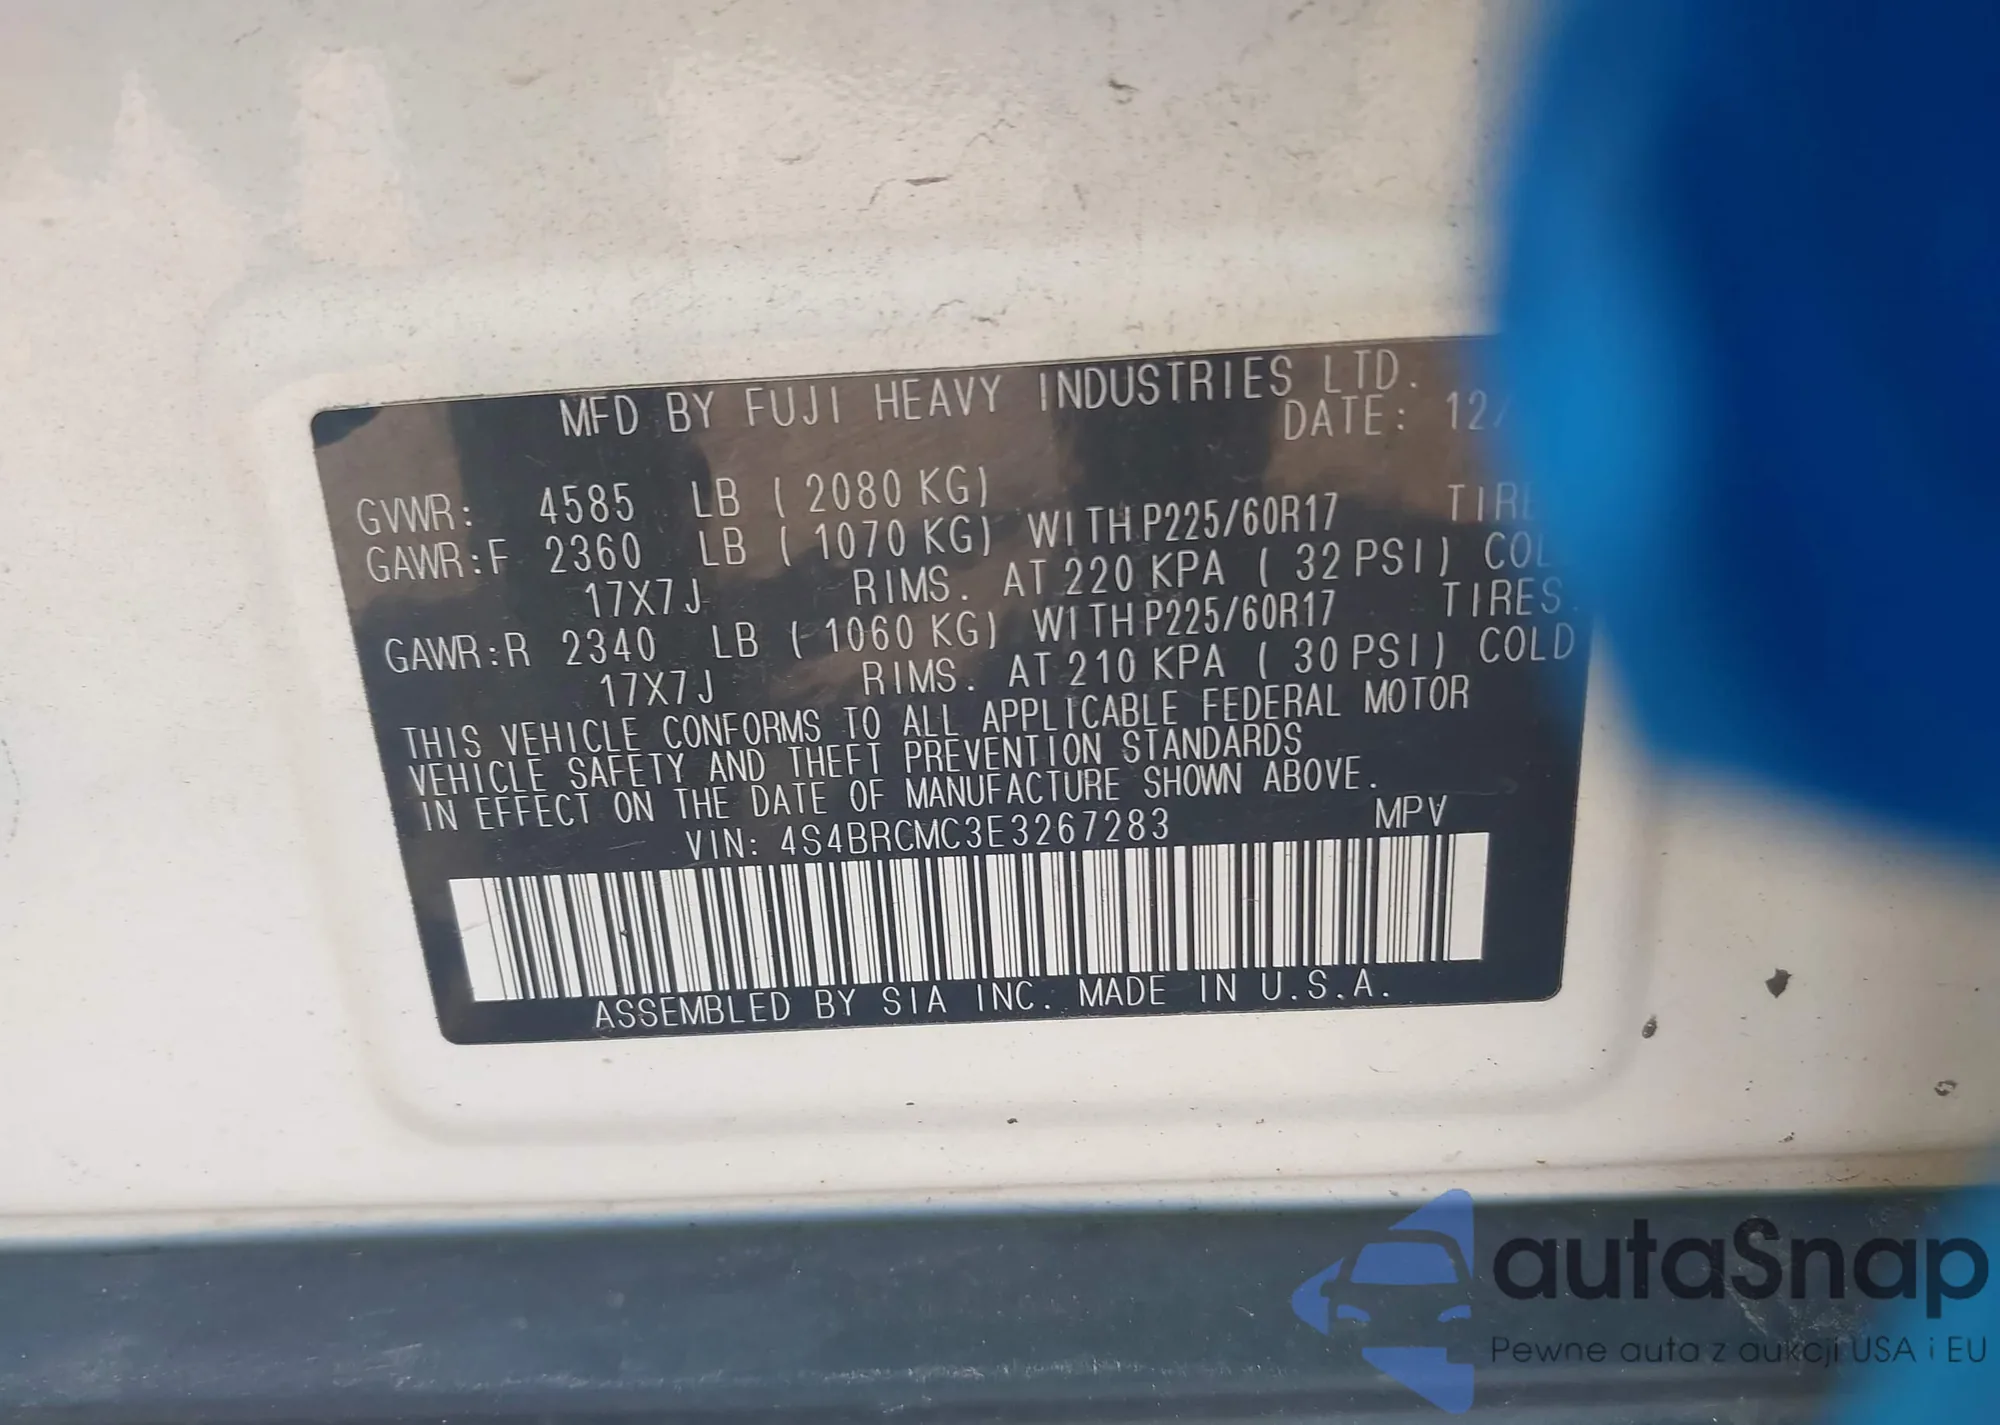 MFD BY FUJI HEAVY INDUSTRIES LTD.
DATE: 12/
GVWR: 4585 LB ( 2080 KG)
GAWR:F 2360 LB ( 1070 KG) WITH P225/60R17 TIRE
17X7J RIMS. AT 220 KPA ( 32 PSI) COL
GAWR:R 2340 LB ( 1060 KG) WITH P225/60R17 TIRES.
17X7J RIMS. AT 210 KPA ( 30 PSI) COLD
THIS VEHICLE CONFORMS TO ALL APPLICABLE FEDERAL MOTOR
VEHICLE SAFETY AND THEFT PREVENTION STANDARDS
IN EFFECT ON THE DATE OF MANUFACTURE SHOWN ABOVE.
VIN: 4S4BRCMC3E3267283 MPV
ASSEMBLED BY SIA INC. MADE IN U.S.A.
autaSnap
Pewne auta z aukcji USA i EU